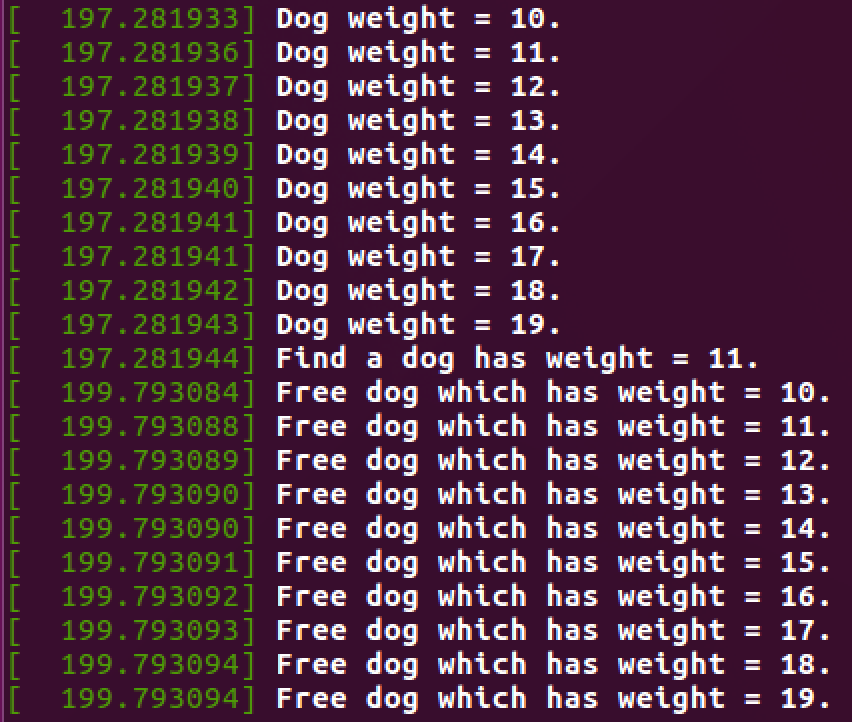 [  197.281933] Dog weight = 10.
[  197.281936] Dog weight = 11.
[  197.281937] Dog weight = 12.
[  197.281938] Dog weight = 13.
[  197.281939] Dog weight = 14.
[  197.281940] Dog weight = 15.
[  197.281941] Dog weight = 16.
[  197.281941] Dog weight = 17.
[  197.281942] Dog weight = 18.
[  197.281943] Dog weight = 19.
[  197.281944] Find a dog has weight = 11.
[  199.793084] Free dog which has weight = 10.
[  199.793088] Free dog which has weight = 11.
[  199.793089] Free dog which has weight = 12.
[  199.793090] Free dog which has weight = 13.
[  199.793090] Free dog which has weight = 14.
[  199.793091] Free dog which has weight = 15.
[  199.793092] Free dog which has weight = 16.
[  199.793093] Free dog which has weight = 17.
[  199.793094] Free dog which has weight = 18.
[  199.793094] Free dog which has weight = 19.